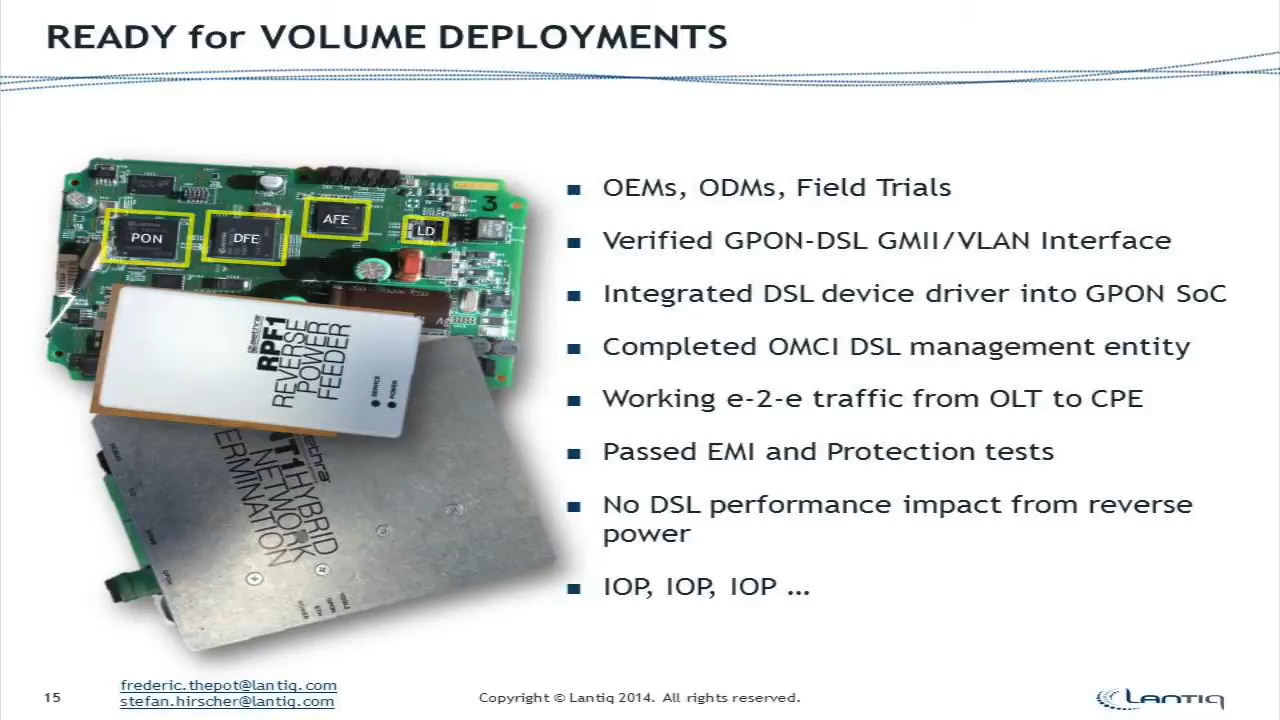 READY for VOLUME DEPLOYMENTS
3
PON
DFE
AFE
LD
RPF1
REVERSE
POWER
FEEDER
SERVICE
POWER
HYBRID
NETWORK
OEMs, ODMs, Field Trials
Verified GPON-DSL GMII/VLAN Interface
Integrated DSL device driver into GPON SoC
Completed OMCI DSL management entity
Working e-2-e traffic from OLT to CPE
Passed EMI and Protection tests
No DSL performance impact from reverse
power
IOP, IOP, IOP ...
15
frederic.thepot@lantiq.com
stefan.hirscher@lantiq.com
Copyright © Lantiq 2014. All rights reserved.
LANTIQ